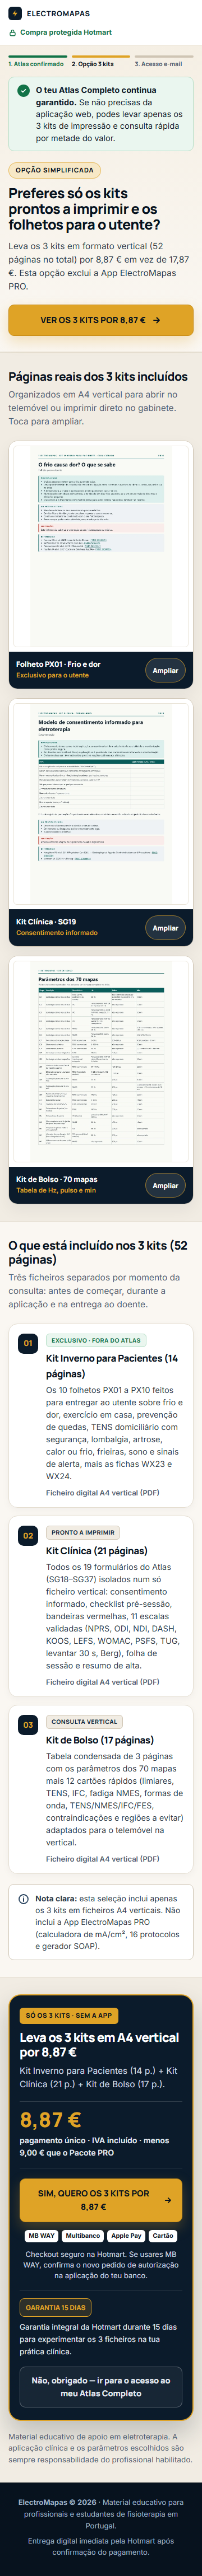 ELECTROMAPAS
Compra protegida Hotmart
1. Atlas confirmado
2. Opção 3 kits
3. Acesso e-mail
O teu Atlas Completo continua
garantido. Se não precisas da
aplicação web, podes levar apenas os
3 kits de impressão e consulta rápida
por metade do valor.
OPÇÃO SIMPLIFICADA
Preferes só os kits
prontos a imprimir e os
folhetos para o utente?
Leva os 3 kits em formato vertical (52
páginas no total) por 8,87 € em vez de 17,87
€. Esta opção exclui a App ElectroMapas
PRO.
VER OS 3 KITS POR 8,87 € →
Páginas reais dos 3 kits incluídos
Organizados em A4 vertical para abrir no
telemóvel ou imprimir direto no gabinete.
Toca para ampliar.
O frio causa dor? O que se sabe
Folheto PX01 · Frio e dor
Exclusivo para o utente
Ampliar
Modelo de consentimento informado para
eletroterapia
Kit Clínica · SG19
Consentimento informado
Ampliar
Parâmetros dos 70 mapas
Kit de Bolso · 70 mapas
Tabela de Hz, pulso e min
Ampliar
O que está incluído nos 3 kits (52
páginas)
Três ficheiros separados por momento da
consulta: antes de começar, durante a
aplicação e na entrega ao doente.
01
EXCLUSIVO · FORA DO ATLAS
Kit Inverno para Pacientes (14
páginas)
Os 10 folhetos PX01 a PX10 feitos
para entregar ao utente sobre frio e
dor, exercício em casa, prevenção
de quedas, TENS domiciliário com
segurança, lombalgia, artrose,
calor ou frio, frieiras, sono e sinais
de alerta, mais as fichas WX23 e
WX24.
Ficheiro digital A4 vertical (PDF)
02
PRONTO A IMPRIMIR
Kit Clínica (21 páginas)
Todos os 19 formulários do Atlas
(SG18–SG37) isolados num só
ficheiro vertical: consentimento
informado, checklist pré-sessão,
bandeiras vermelhas, 11 escalas
validadas (NPRS, ODI, NDI, DASH,
KOOS, LEFS, WOMAC, PSFS, TUG,
levantar 30 s, Berg), folha de
sessão e resumo de alta.
Ficheiro digital A4 vertical (PDF)
03
CONSULTA VERTICAL
Kit de Bolso (17 páginas)
Tabela condensada de 3 páginas
com os parâmetros dos 70 mapas
mais 12 cartões rápidos (limiares,
TENS, IFC, fadiga NMES, formas de
onda, TENS/NMES/IFC/FES,
contraindicações e regiões a evitar)
adaptados para o telemóvel na
vertical.
Ficheiro digital A4 vertical (PDF)
Nota clara: esta seleção inclui apenas
os 3 kits em ficheiros A4 verticais. Não
inclui a App ElectroMapas PRO
(calculadora de mA/cm², 16 protocolos
e gerador SOAP).
SÓ OS 3 KITS · SEM A APP
Leva os 3 kits em A4 vertical
por 8,87 €
Kit Inverno para Pacientes (14 p.) + Kit
Clínica (21 p.) + Kit de Bolso (17 p.).
8,87 €
pagamento único · IVA incluído · menos
9,00 € que o Pacote PRO
SIM, QUERO OS 3 KITS POR
8,87 € →
MB WAY
Multibanco
Apple Pay
Cartão
Checkout seguro na Hotmart. Se usares MB
WAY, confirma o novo pedido de autorização
na aplicação do teu banco.
GARANTIA 15 DIAS
Garantia integral da Hotmart durante 15 dias
para experimentar os 3 ficheiros na tua
prática clínica.
Não, obrigado — ir para o acesso ao
meu Atlas Completo
Material educativo de apoio em eletroterapia. A
aplicação clínica e os parâmetros escolhidos são
sempre responsabilidade do profissional habilitado.
ElectroMapas © 2026 · Material educativo para
profissionais e estudantes de fisioterapia em
Portugal.
Entrega digital imediata pela Hotmart após
confirmação do pagamento.